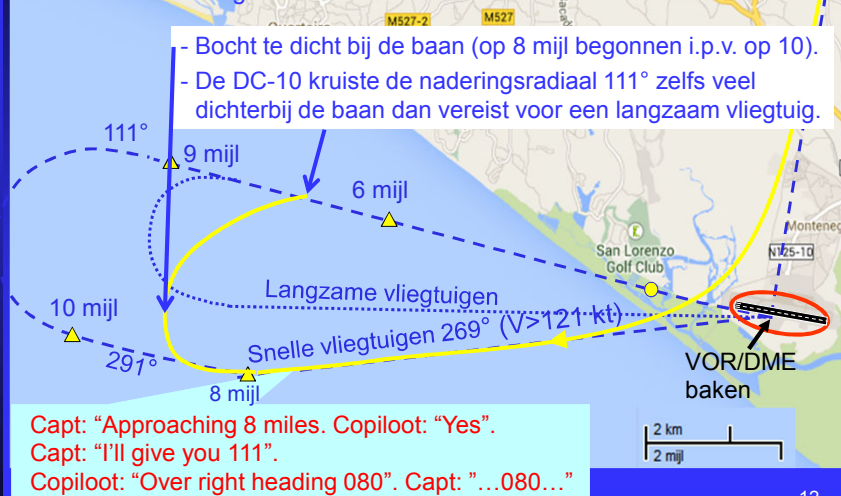 M527-2
M527
- Bocht te dicht bij de baan (op 8 mijl begonnen i.p.v. op 10).
- De DC-10 kruiste de naderingsradiaal 111° zelfs veel
dichterbij de baan dan vereist voor een langzaam vliegtuig.
111°
9 mijl
6 mijl
San Lorenzo
Golf Club
N125-10
Langzame vliegtuigen
10 mijl
Snelle vliegtuigen 269° (V>121 kt)
291°
8 mijl
VOR/DME
baken
Capt: “Approaching 8 miles. Copiloot: “Yes”.
Capt: “I’ll give you 111”.
Copiloot: “Over right heading 080”. Capt: “...080...”
2 km
2 mijl